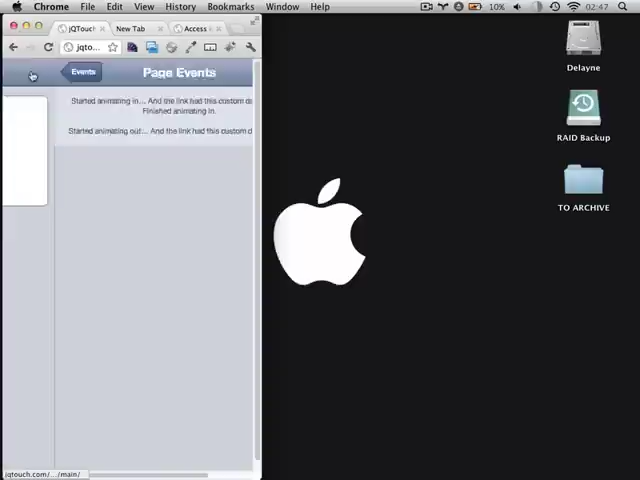 Chrome File Edit View History Bookmarks Window Help 10% 02:47
jQTouch New Tab Access
jqto...
Events Page Events
Started animating in... And the link had this custom da
Finished animating in.
Started animating out... And the link had this custom d
jqtouch.com/.../main/
Delayne
RAID Backup
TO ARCHIVE